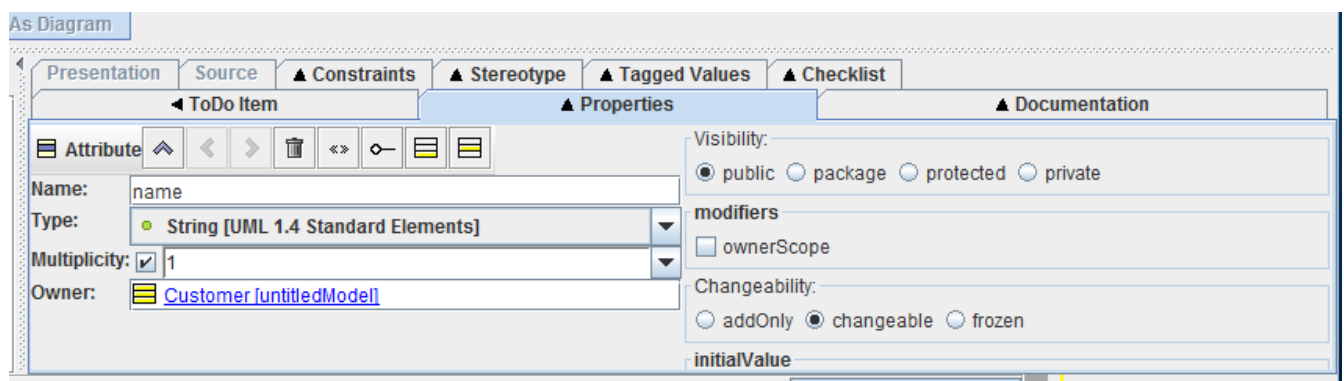 As Diagram
Presentation Source Constraints Stereotype Tagged Values Checklist
ToDo Item Properties Documentation
Attribute
Name: name
Type: String [UML 1.4 Standard Elements]
Multiplicity: 1
Owner: Customer [untitledModel]
Visibility:
public package protected private
modifiers
ownerScope
Changeability:
addOnly changeable frozen
initialValue